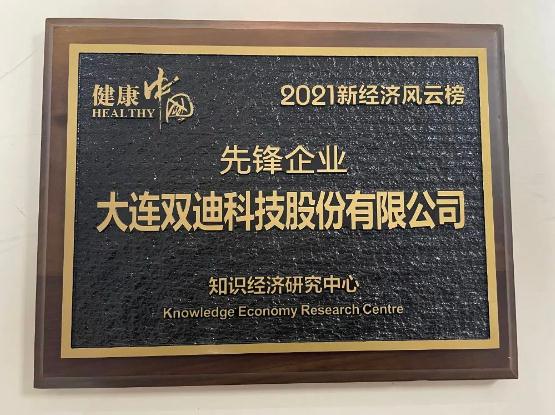 健康中国
HEALTHY
2021新经济风云榜
先锋企业
大连双迪科技股份有限公司
知识经济研究中心
Knowledge Economy Research Centre